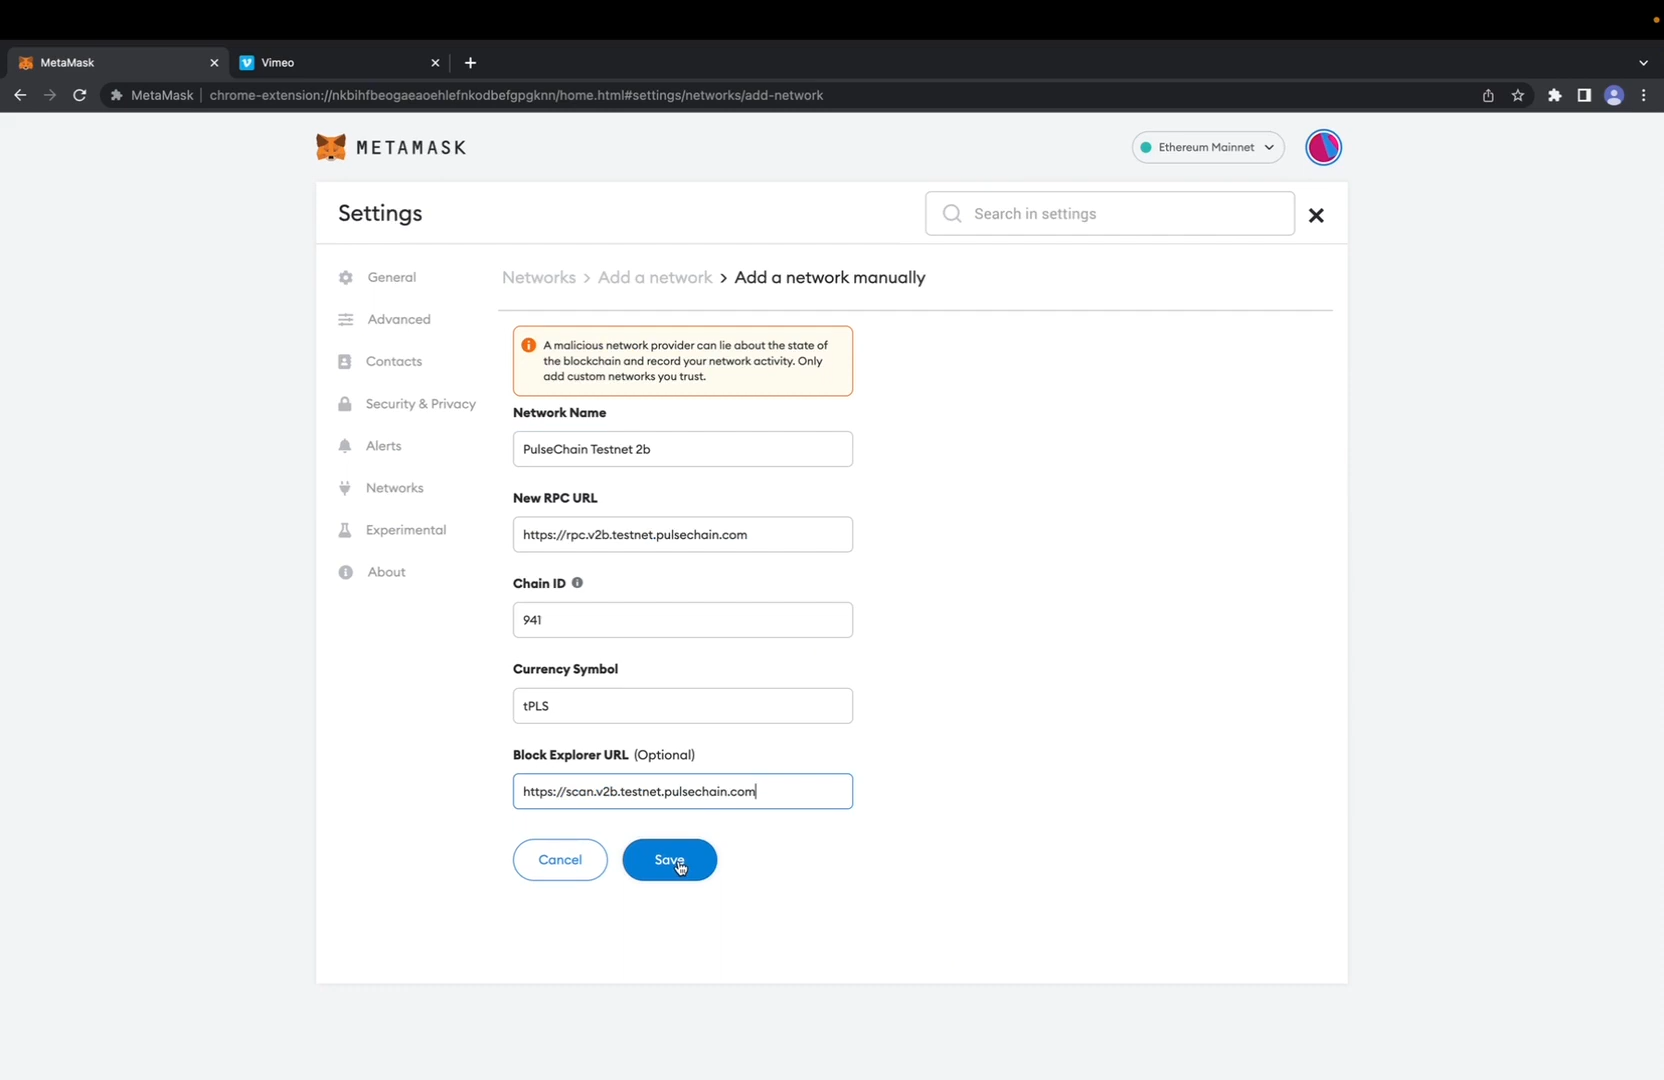 MetaMask
Vimeo
MetaMask | chrome-extension://nkbihfbeogaeaoehlefnkodbefgpgknn/home.html#settings/networks/add-network
METAMASK
Ethereum Mainnet
Settings
Search in settings
General
Advanced
Contacts
Security & Privacy
Alerts
Networks
Experimental
About
Networks > Add a network > Add a network manually
A malicious network provider can lie about the state of
the blockchain and record your network activity. Only
add custom networks you trust.
Network Name
PulseChain Testnet 2b
New RPC URL
https://rpc.v2b.testnet.pulsechain.com
Chain ID
941
Currency Symbol
tPLS
Block Explorer URL (Optional)
https://scan.v2b.testnet.pulsechain.com
Cancel
Save